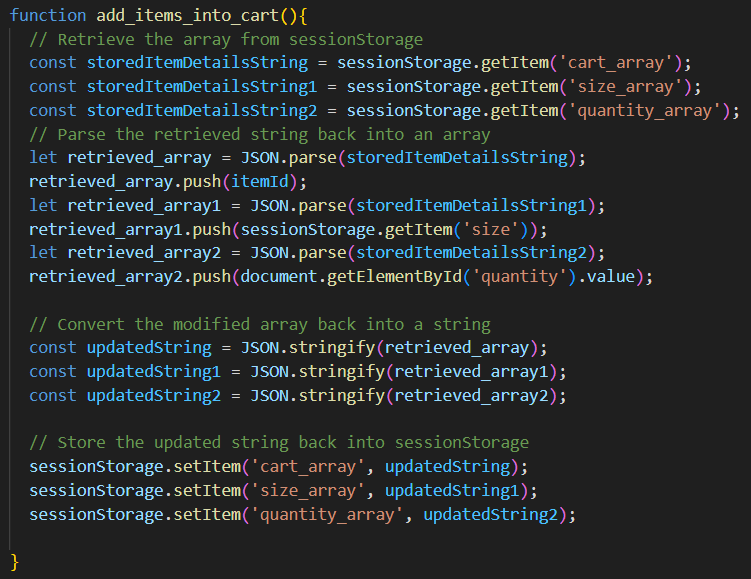 function add_items_into_cart(){
  // Retrieve the array from sessionStorage
  const storedItemDetailsString = sessionStorage.getItem('cart_array');
  const storedItemDetailsString1 = sessionStorage.getItem('size_array');
  const storedItemDetailsString2 = sessionStorage.getItem('quantity_array');
  // Parse the retrieved string back into an array
  let retrieved_array = JSON.parse(storedItemDetailsString);
  retrieved_array.push(itemId);
  let retrieved_array1 = JSON.parse(storedItemDetailsString1);
  retrieved_array1.push(sessionStorage.getItem('size'));
  let retrieved_array2 = JSON.parse(storedItemDetailsString2);
  retrieved_array2.push(document.getElementById('quantity').value);

  // Convert the modified array back into a string
  const updatedString = JSON.stringify(retrieved_array);
  const updatedString1 = JSON.stringify(retrieved_array1);
  const updatedString2 = JSON.stringify(retrieved_array2);

  // Store the updated string back into sessionStorage
  sessionStorage.setItem('cart_array', updatedString);
  sessionStorage.setItem('size_array', updatedString1);
  sessionStorage.setItem('quantity_array', updatedString2);

}